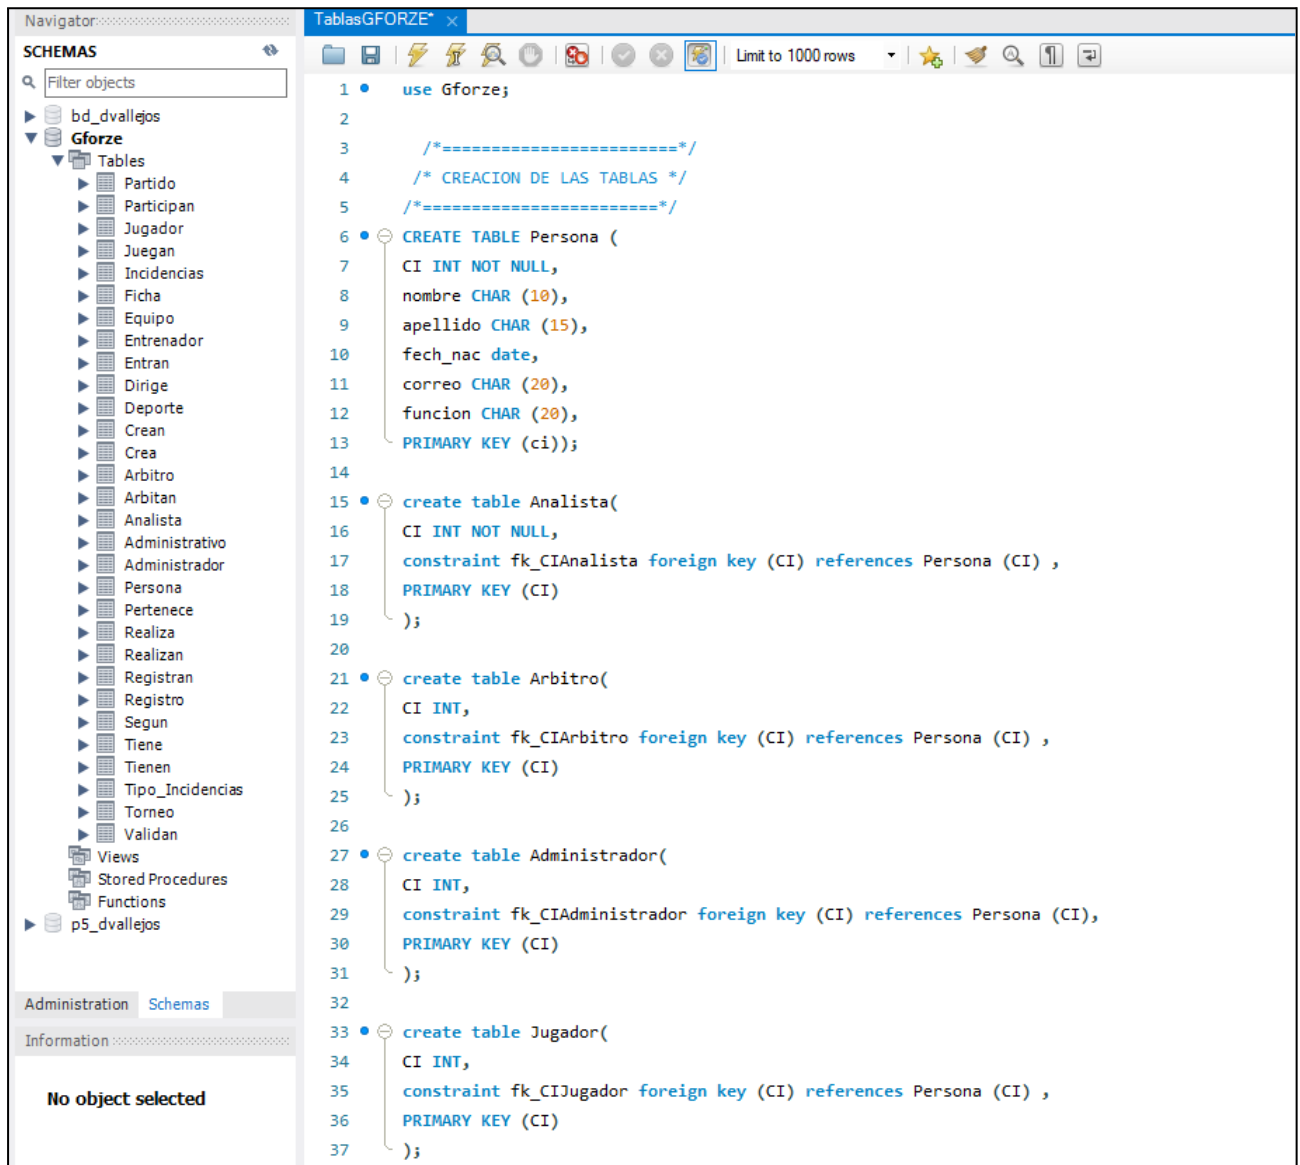 Navigator
SCHEMAS
Filter objects
bd_dvallejos
Gforze
Tables
Partido
Participan
Jugador
Juegan
Incidencias
Ficha
Equipo
Entrenador
Entran
Dirige
Deporte
Crean
Crea
Arbitro
Arbitan
Analista
Administrativo
Administrador
Persona
Pertenece
Realiza
Realizan
Registran
Registro
Segun
Tiene
Tienen
Tipo_Incidencias
Torneo
Validan
Views
Stored Procedures
Functions
p5_dvallejos
Administration Schemas
Information
No object selected
TablasGFORZE* ×
Limit to 1000 rows
1 use Gforze;
2
3 /*========================*/
4 /* CREACION DE LAS TABLAS */
5 /*========================*/
6 CREATE TABLE Persona (
7 CI INT NOT NULL,
8 nombre CHAR (10),
9 apellido CHAR (15),
10 fech_nac date,
11 correo CHAR (20),
12 funcion CHAR (20),
13 PRIMARY KEY (ci));
14
15 create table Analista(
16 CI INT NOT NULL,
17 constraint fk_CIAnalista foreign key (CI) references Persona (CI) ,
18 PRIMARY KEY (CI)
19 );
20
21 create table Arbitro(
22 CI INT,
23 constraint fk_CIArbitro foreign key (CI) references Persona (CI) ,
24 PRIMARY KEY (CI)
25 );
26
27 create table Administrador(
28 CI INT,
29 constraint fk_CIAdministrador foreign key (CI) references Persona (CI),
30 PRIMARY KEY (CI)
31 );
32
33 create table Jugador(
34 CI INT,
35 constraint fk_CIJugador foreign key (CI) references Persona (CI) ,
36 PRIMARY KEY (CI)
37 );